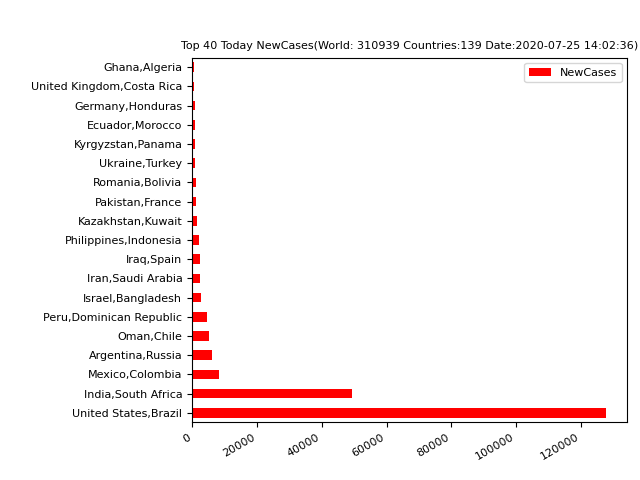 Top 40 Today NewCases(World: 310939 Countries:139 Date:2020-07-25 14:02:36)
NewCases
Ghana,Algeria
United Kingdom,Costa Rica
Germany,Honduras
Ecuador,Morocco
Kyrgyzstan,Panama
Ukraine,Turkey
Romania,Bolivia
Pakistan,France
Kazakhstan,Kuwait
Philippines,Indonesia
Iraq,Spain
Iran,Saudi Arabia
Israel,Bangladesh
Peru,Dominican Republic
Oman,Chile
Argentina,Russia
Mexico,Colombia
India,South Africa
United States,Brazil
0 20000 40000 60000 80000 100000 120000